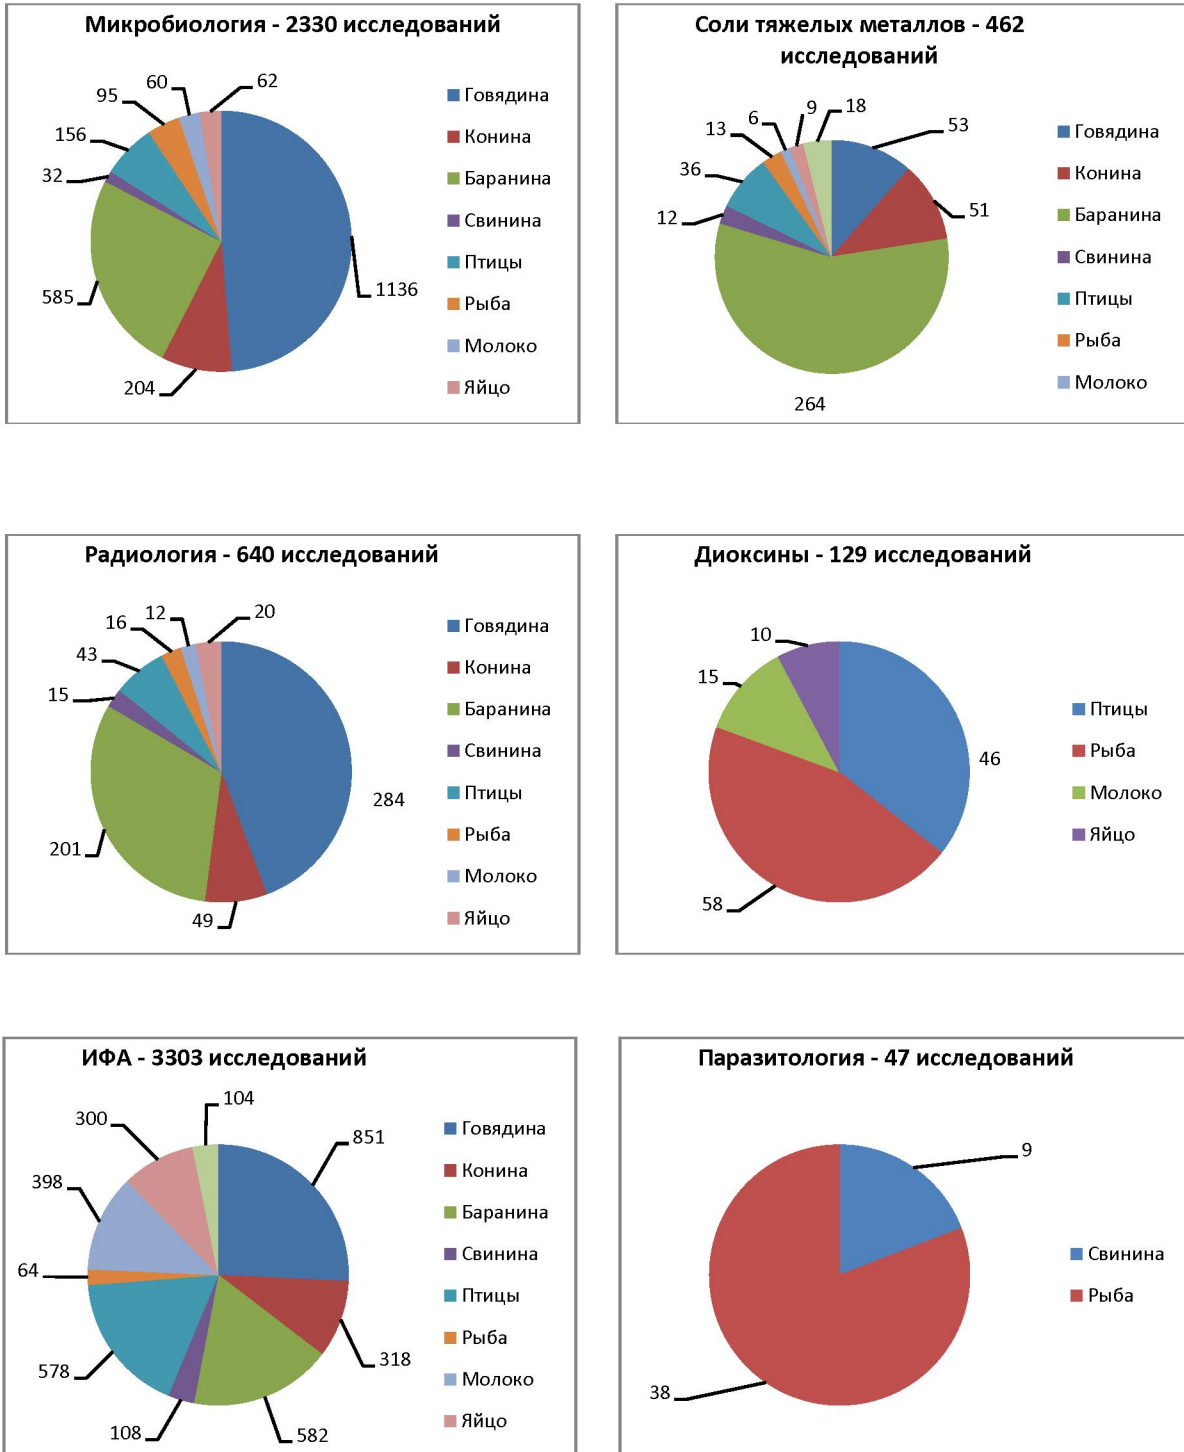 Микробиология - 2330 исследований
60
62
95
156
32
585
204
1136
Говядина
Конина
Баранина
Свинина
Птицы
Рыба
Молоко
Яйцо
Соли тяжелых металлов - 462
исследований
6
9
18
13
53
36
12
51
264
Говядина
Конина
Баранина
Свинина
Птицы
Рыба
Молоко
Радиология - 640 исследований
12
20
16
43
15
284
201
49
Говядина
Конина
Баранина
Свинина
Птицы
Рыба
Молоко
Яйцо
Диоксины - 129 исследований
10
15
46
58
Птицы
Рыба
Молоко
Яйцо
ИФА - 3303 исследований
104
300
851
398
64
578
318
108
582
Говядина
Конина
Баранина
Свинина
Птицы
Рыба
Молоко
Яйцо
Паразитология - 47 исследований
9
38
Свинина
Рыба